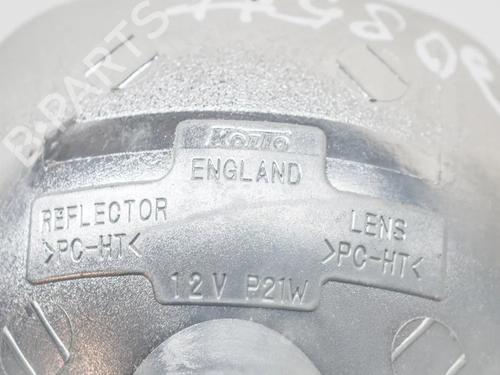 KOITO
ENGLAND
REFLECTOR
>PC-HT<
LENS
>PC-HT<
12V P21W
B-Parts